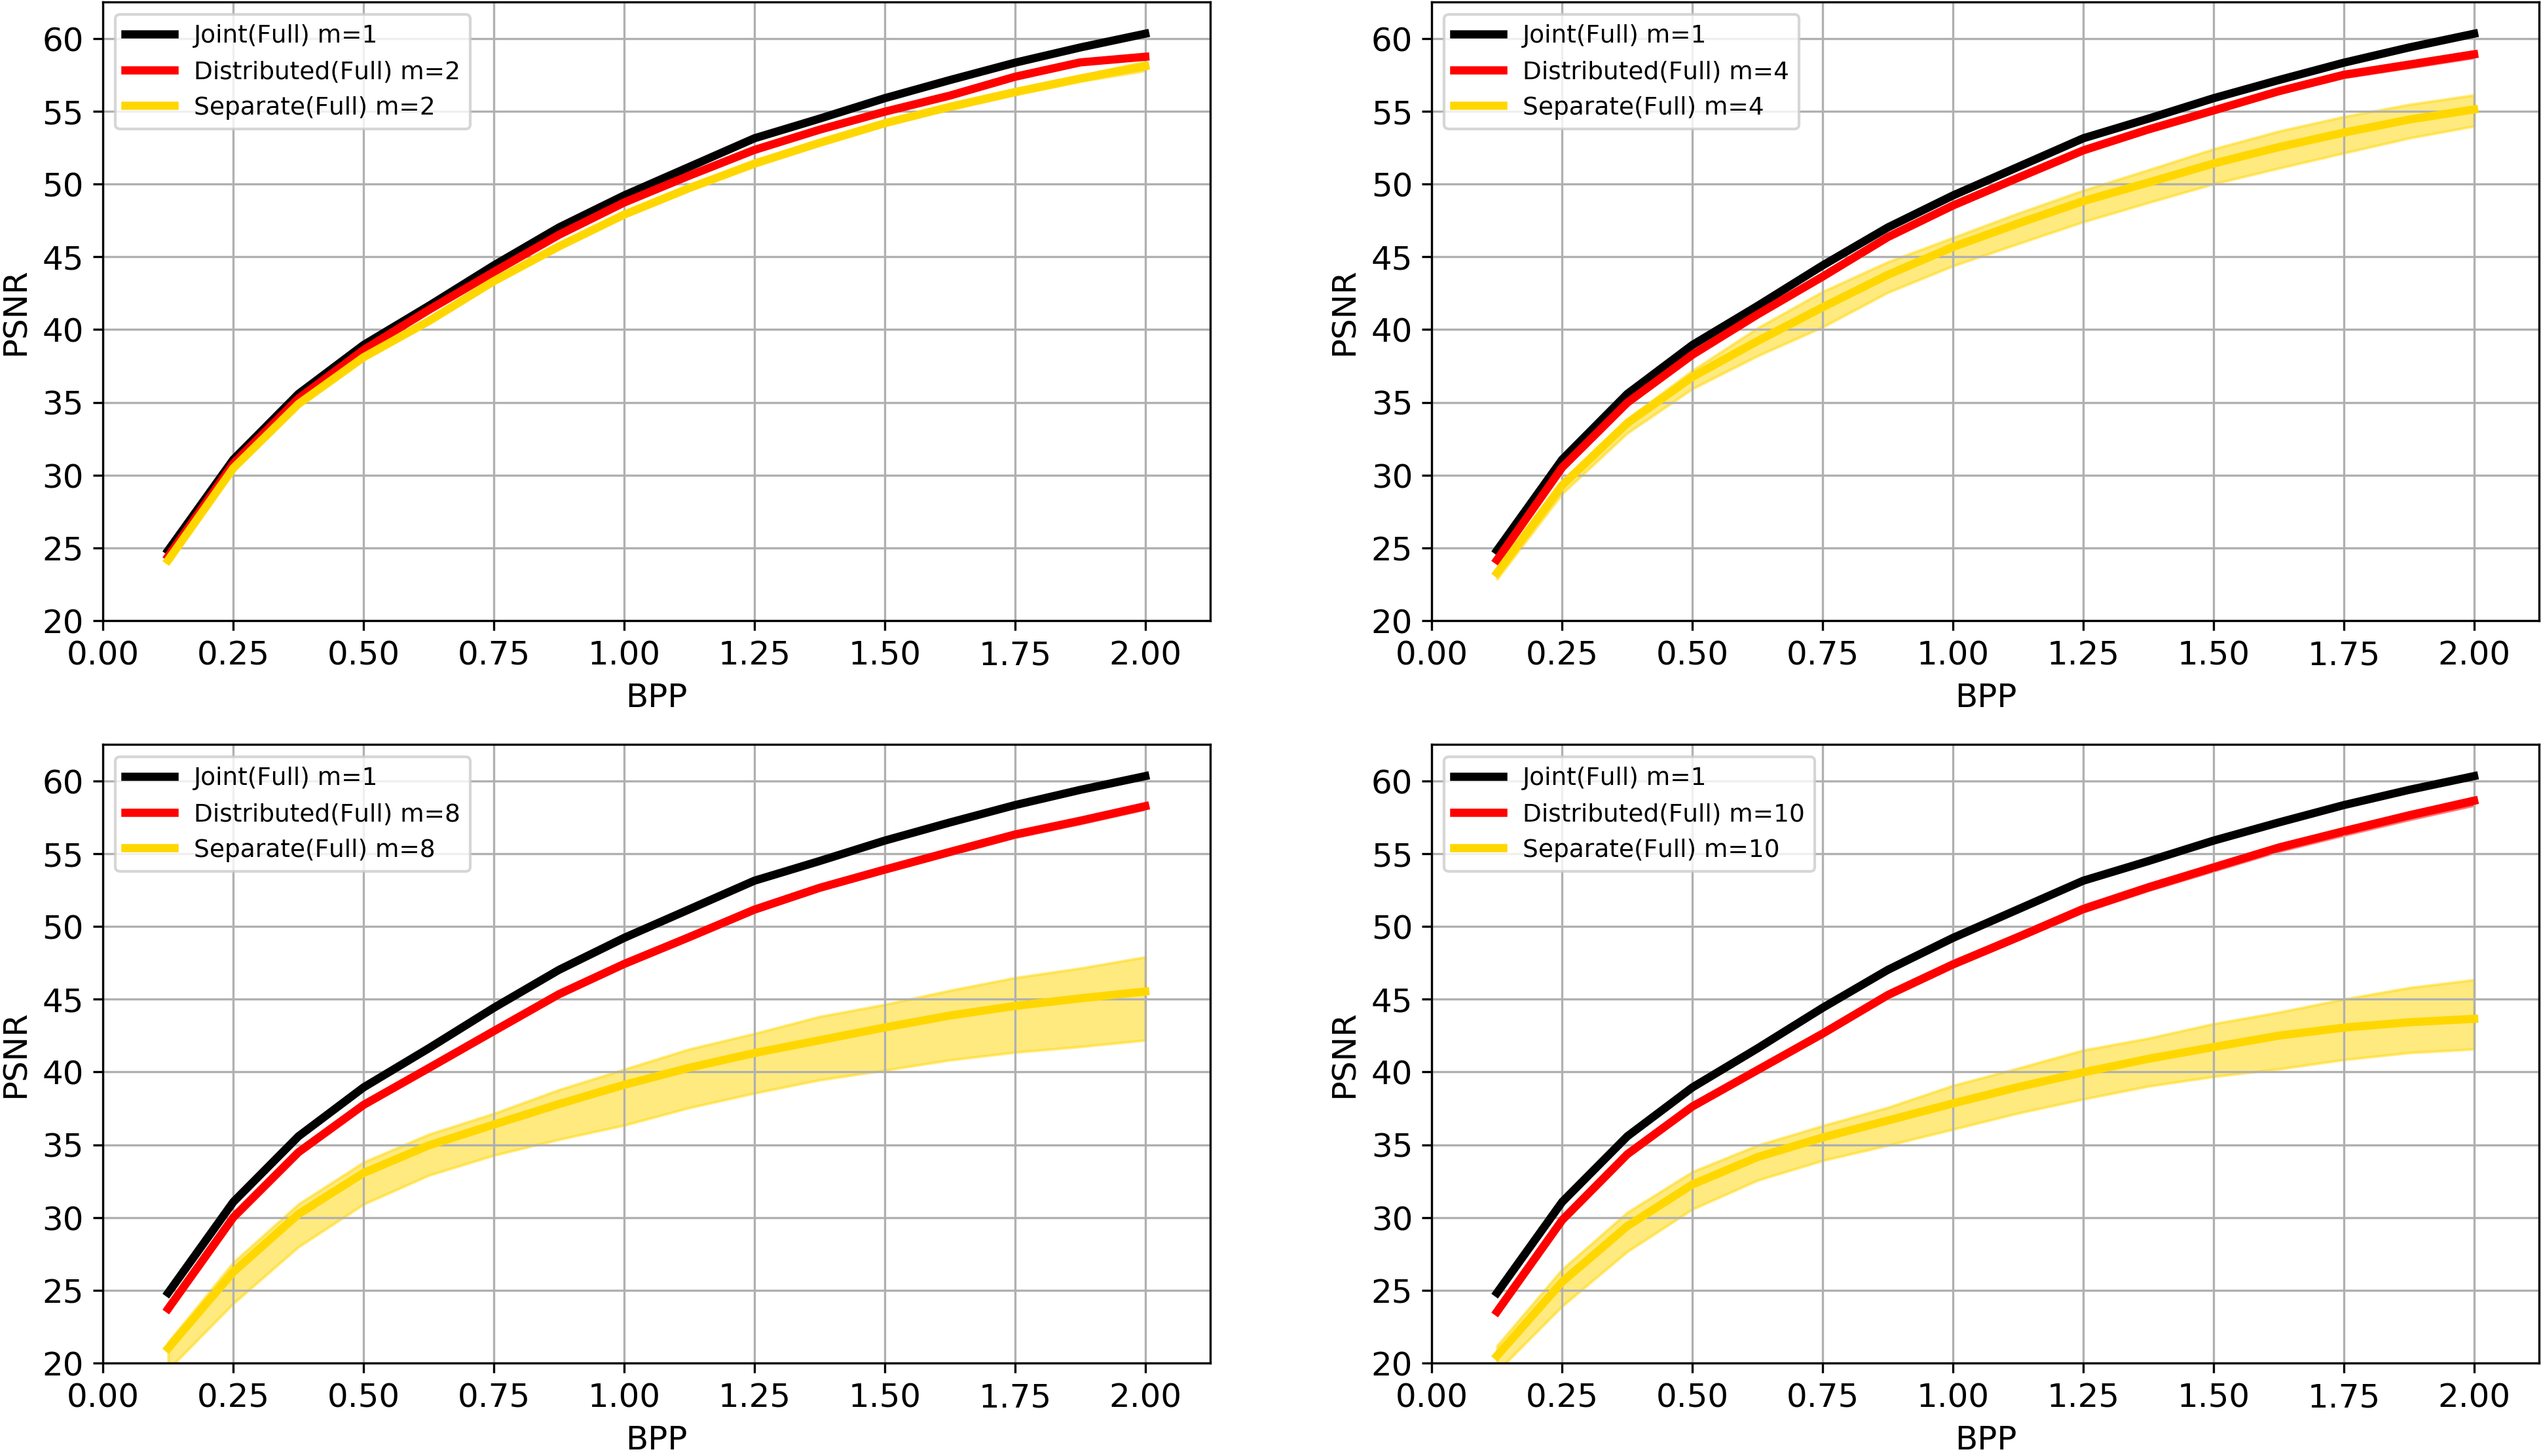 Joint(Full) m=1
Distributed(Full) m=2
Separate(Full) m=2
60
55
50
45
40
35
30
25
20
PSNR
0.00 0.25 0.50 0.75 1.00 1.25 1.50 1.75 2.00
BPP
Joint(Full) m=1
Distributed(Full) m=4
Separate(Full) m=4
60
55
50
45
40
35
30
25
20
PSNR
0.00 0.25 0.50 0.75 1.00 1.25 1.50 1.75 2.00
BPP
Joint(Full) m=1
Distributed(Full) m=8
Separate(Full) m=8
60
55
50
45
40
35
30
25
20
PSNR
0.00 0.25 0.50 0.75 1.00 1.25 1.50 1.75 2.00
BPP
Joint(Full) m=1
Distributed(Full) m=10
Separate(Full) m=10
60
55
50
45
40
35
30
25
20
PSNR
0.00 0.25 0.50 0.75 1.00 1.25 1.50 1.75 2.00
BPP